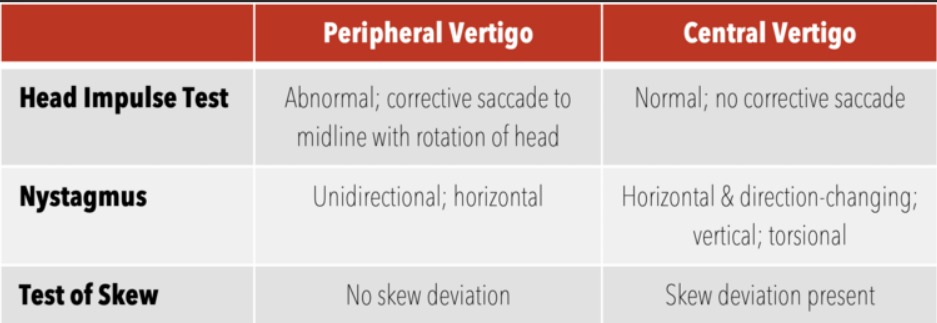 Peripheral Vertigo
Central Vertigo
Head Impulse Test
Abnormal; corrective saccade to
midline with rotation of head
Normal; no corrective saccade
Nystagmus
Unidirectional; horizontal
Horizontal & direction-changing;
vertical; torsional
Test of Skew
No skew deviation
Skew deviation present